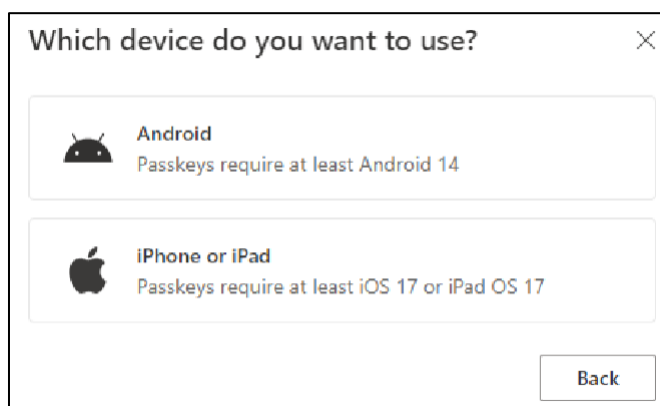 Which device do you want to use?
Android
Passkeys require at least Android 14
iPhone or iPad
Passkeys require at least iOS 17 or iPad OS 17
Back